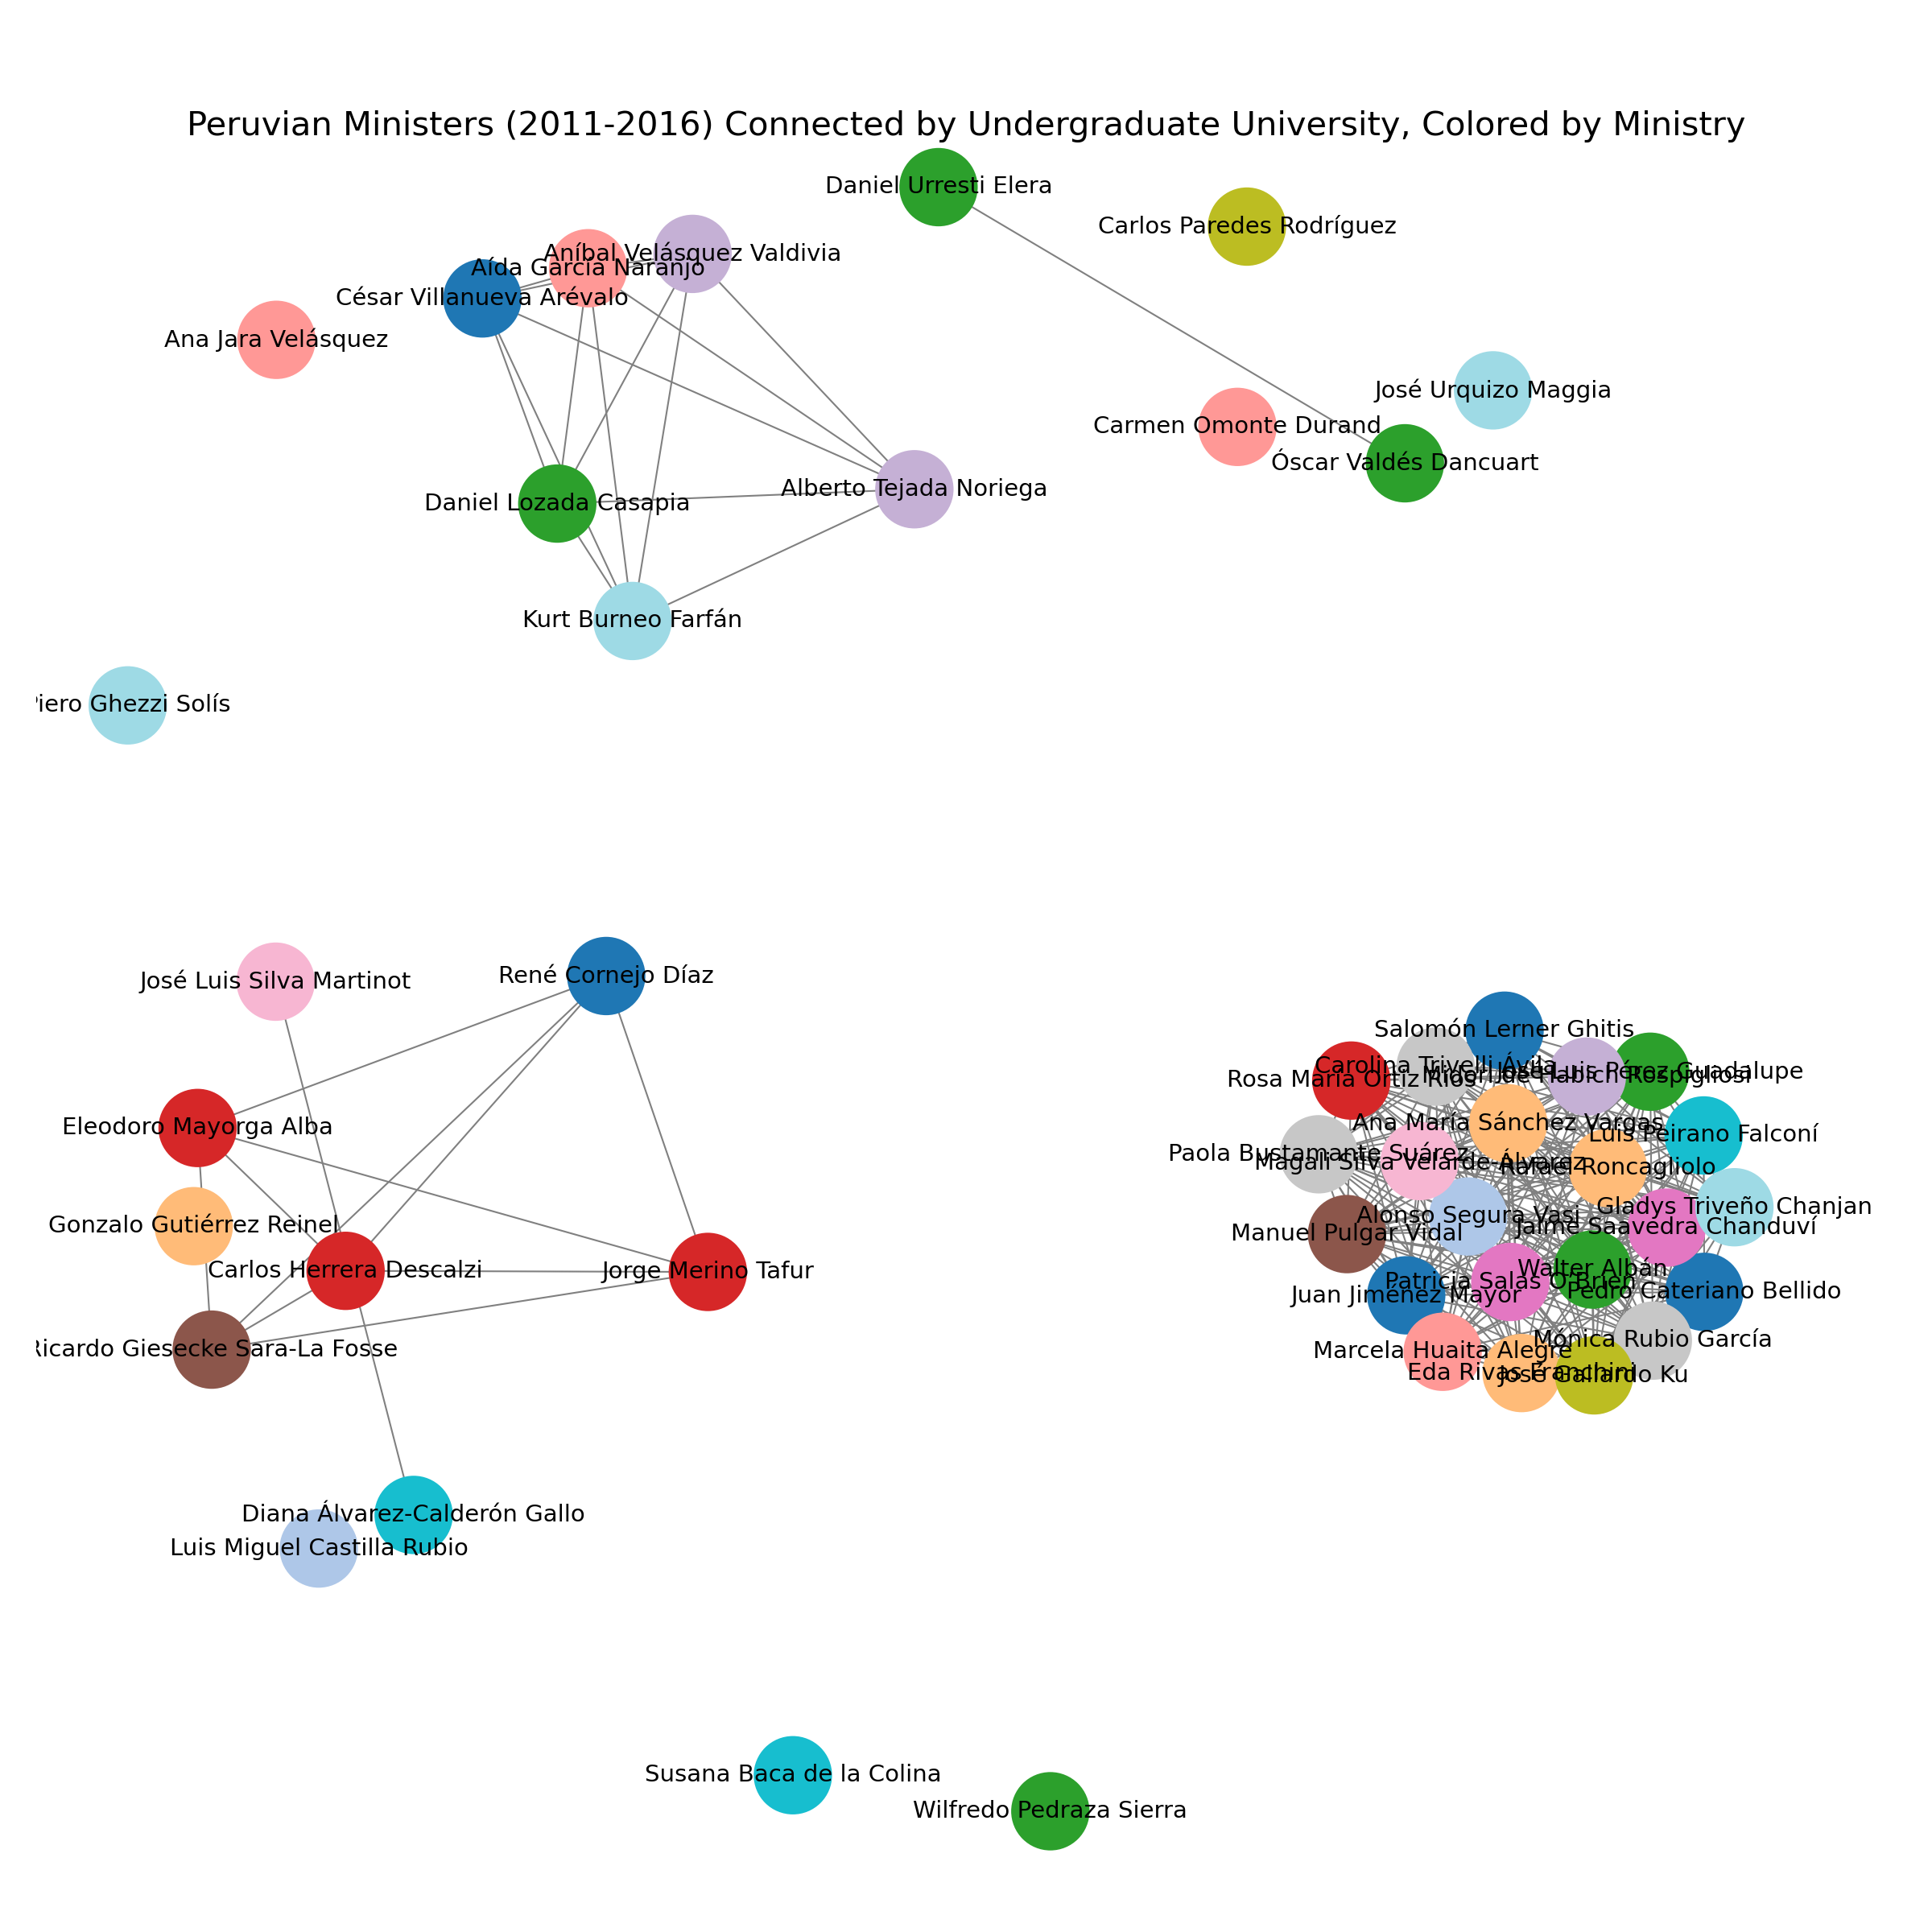 Peruvian Ministers (2011-2016) Connected by Undergraduate University, Colored by Ministry
Daniel Urresti Elera
Carlos Paredes Rodríguez
Aníbal Velásquez Valdivia
Aída García Naranjo
César Villanueva Arévalo
Ana Jara Velásquez
José Urquizo Maggia
Carmen Omonte Durand
Óscar Valdés Dancuart
Alberto Tejada Noriega
Daniel Lozada Casapia
Kurt Burneo Farfán
Piero Ghezzi Solís
José Luis Silva Martinot
René Cornejo Díaz
Salomón Lerner Ghitis
Carolina Trivelli Ávila
José Luis Pérez Guadalupe
Midori de Habich Rospigliosi
Rosa María Ortiz Ríos
Ana María Sánchez Vargas
Eleodoro Mayorga Alba
Luis Peirano Falconí
Paola Bustamante Suárez
Magali Silva Velarde-Álvarez
Rafael Roncagliolo
Gladys Triveño Chanjan
Alonso Segura Vasi
Gonzalo Gutiérrez Reinel
Jaime Saavedra Chanduví
Manuel Pulgar Vidal
Carlos Herrera Descalzi
Jorge Merino Tafur
Walter Albán
Patricia Salas O'Brien
Pedro Cateriano Bellido
Juan Jiménez Mayor
Mónica Rubio García
Ricardo Giesecke Sara-La Fosse
Marcela Huaita Alegre
Eda Rivas Franchini
José Gallardo Ku
Diana Álvarez-Calderón Gallo
Luis Miguel Castilla Rubio
Susana Baca de la Colina
Wilfredo Pedraza Sierra